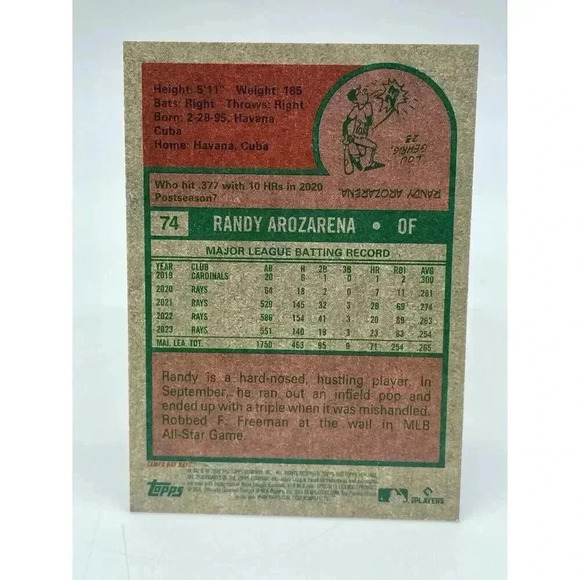 Height: 5'11" Weight: 185
Bats: Right Throws: Right
Born: 2-28-95, Havana,
Cuba
Home: Havana, Cuba
LOU
GEHRIG,
23
RANDY AROZARENA.
Who hit .377 with 10 HRs in 2020
Postseason?
74 RANDY AROZARENA • OF
MAJOR LEAGUE BATTING RECORD
YEAR CLUB AB H 2B 3B HR RBI AVG
2019 CARDINALS 20 6 1 0 1 2 .300
2020 RAYS 64 18 2 0 7 11 .281
2021 RAYS 529 145 32 3 20 69 .274
2022 RAYS 586 154 41 3 20 89 .263
2023 RAYS 551 140 19 3 23 83 .254
MAJ. LEA. TOT. 1750 463 95 9 71 254 .265
Randy is a hard-nosed, hustling player. In
September, he ran out an infield pop and
ended up with a triple when it was mishandled.
Robbed F. Freeman at the wall in MLB
All-Star Game.
TAMPA BAY RAYS
Topps
PLAYERS